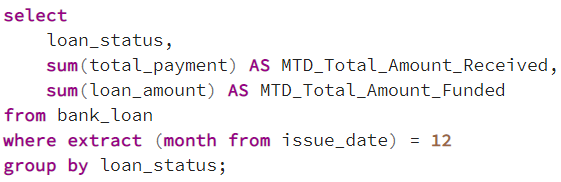 select
    loan_status,
    sum(total_payment) AS MTD_Total_Amount_Received,
    sum(loan_amount) AS MTD_Total_Amount_Funded
from bank_loan
where extract (month from issue_date) = 12
group by loan_status;